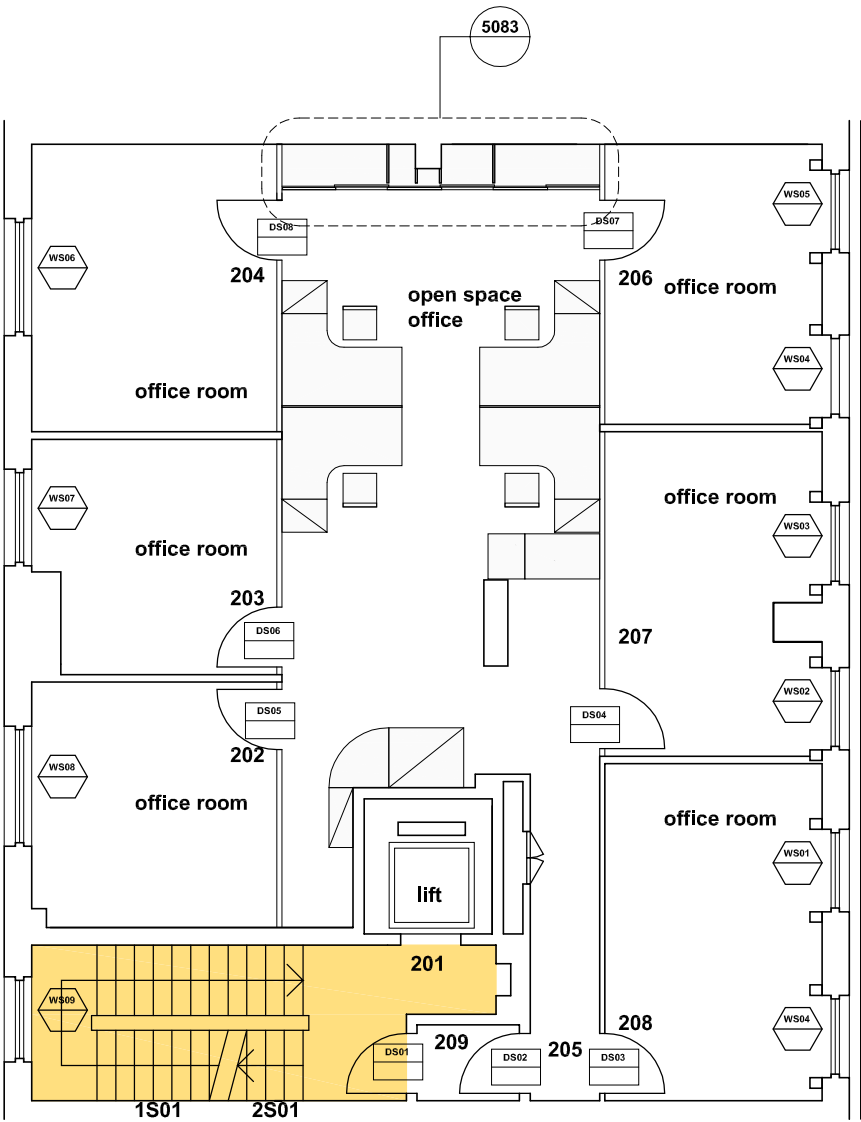 5083
WS05
DS08
DS07
WS06
204
206
office room
open space
office
WS04
office room
office room
WS07
WS03
office room
203
DS06
207
WS02
DS05
DS04
202
WS08
office room
office room
WS01
lift
201
WS09
208
WS04
209
205
DS01
DS02
DS03
1S01
2S01